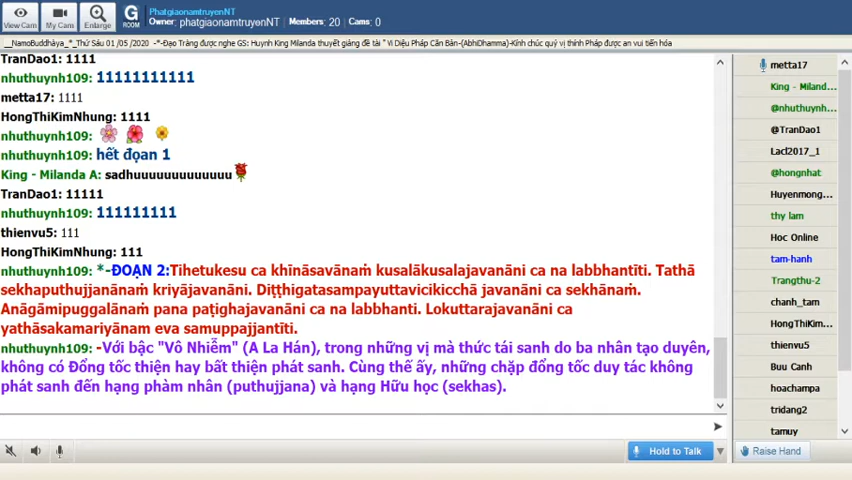 PhatgiaonamtruyenNT
Owner: phatgiaonamtruyenNT Members: 20 Cams: 0
View Cam My Cam Enlarge G ROOM
__NamoBuddhàya_*_Thứ Sáu 01 /05 /2020 -*-Đạo Tràng được nghe GS: Huynh King Milanda thuyết giảng đề tài " Vi Diệu Pháp Căn Bản-(AbhiDhamma)-Kính chúc quý vị thính Pháp được an vui tiến hóa
TranDao1: 1111
nhuthuynh109: 11111111111
metta17: 1111
HongThiKimNhung: 1111
nhuthuynh109:
nhuthuynh109: hết đọan 1
King - Milanda A: sadhuuuuuuuuuuuuu
TranDao1: 11111
nhuthuynh109: 111111111
thienvu5: 111
HongThiKimNhung: 111
nhuthuynh109: *-ĐOẠN 2:Tihetukesu ca khīnāsavānaṁ kusalākusalajavanāni ca na labbhantīti. Tathā
sekhaputhujjanānaṁ kriyājavanāni. Diṭṭhigatasampayuttavicikicchā javanāni ca sekhānaṁ.
Anāgāmipuggalānaṁ pana paṭighajavanāni ca na labbhanti. Lokuttarajavanāni ca
yathāsakamariyānam eva samuppajjantīti.
nhuthuynh109: -Với bậc "Vô Nhiễm" (A La Hán), trong những vị mà thức tái sanh do ba nhân tạo duyên,
không có Đổng tốc thiện hay bất thiện phát sanh. Cùng thế ấy, những chặp đổng tốc duy tác không
phát sanh đến hạng phàm nhân (puthujjana) và hạng Hữu học (sekhas).
metta17
King - Miland...
@nhuthuynh...
@TranDao1
Lacl2017_1
@hongnhat
Huyenmong...
thy lam
Hoc Online
tam-hanh
Trangthu-2
chanh_tam
HongThiKim...
thienvu5
Buu Canh
hoachampa
tridang2
tamuy
Hold to Talk
Raise Hand